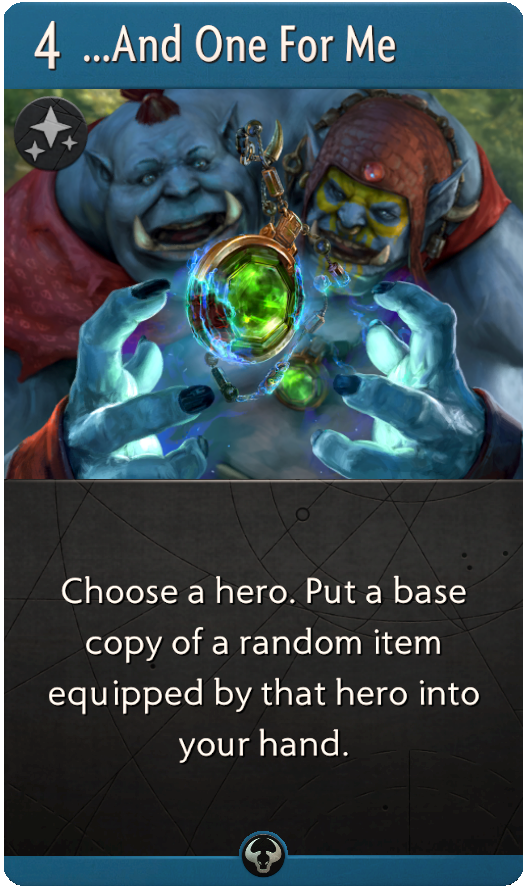 4 ...And One For Me
Choose a hero. Put a base
copy of a random item
equipped by that hero into
your hand.